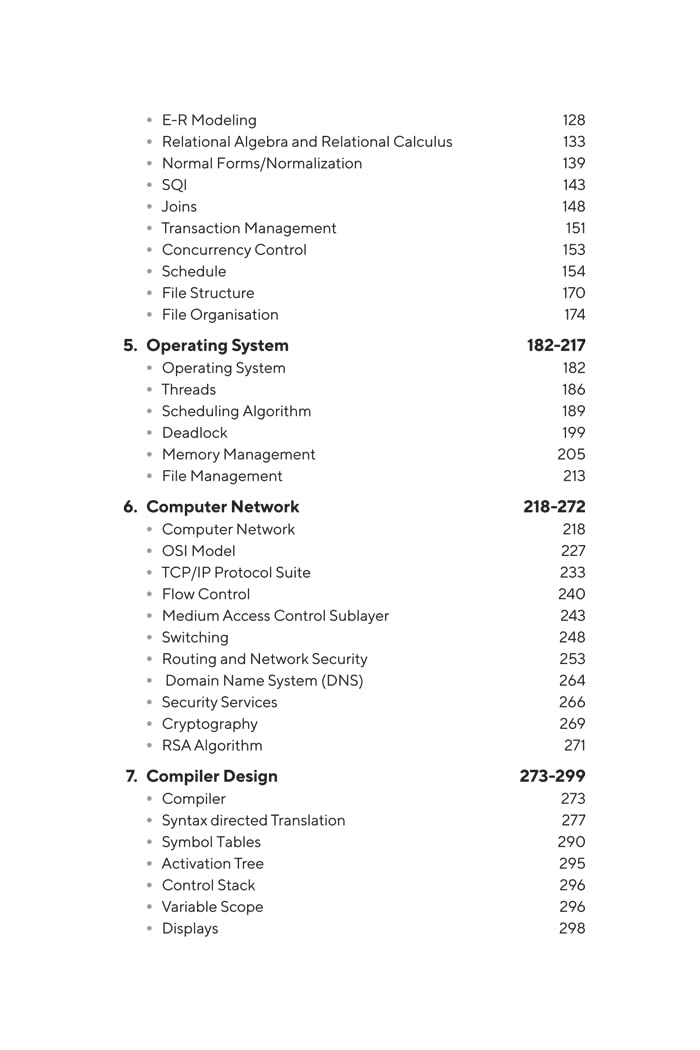 • E-R Modeling 128
• Relational Algebra and Relational Calculus 133
• Normal Forms/Normalization 139
• SQl 143
• Joins 148
• Transaction Management 151
• Concurrency Control 153
• Schedule 154
• File Structure 170
• File Organisation 174
5. Operating System 182-217
• Operating System 182
• Threads 186
• Scheduling Algorithm 189
• Deadlock 199
• Memory Management 205
• File Management 213
6. Computer Network 218-272
• Computer Network 218
• OSI Model 227
• TCP/IP Protocol Suite 233
• Flow Control 240
• Medium Access Control Sublayer 243
• Switching 248
• Routing and Network Security 253
• Domain Name System (DNS) 264
• Security Services 266
• Cryptography 269
• RSA Algorithm 271
7. Compiler Design 273-299
• Compiler 273
• Syntax directed Translation 277
• Symbol Tables 290
• Activation Tree 295
• Control Stack 296
• Variable Scope 296
• Displays 298